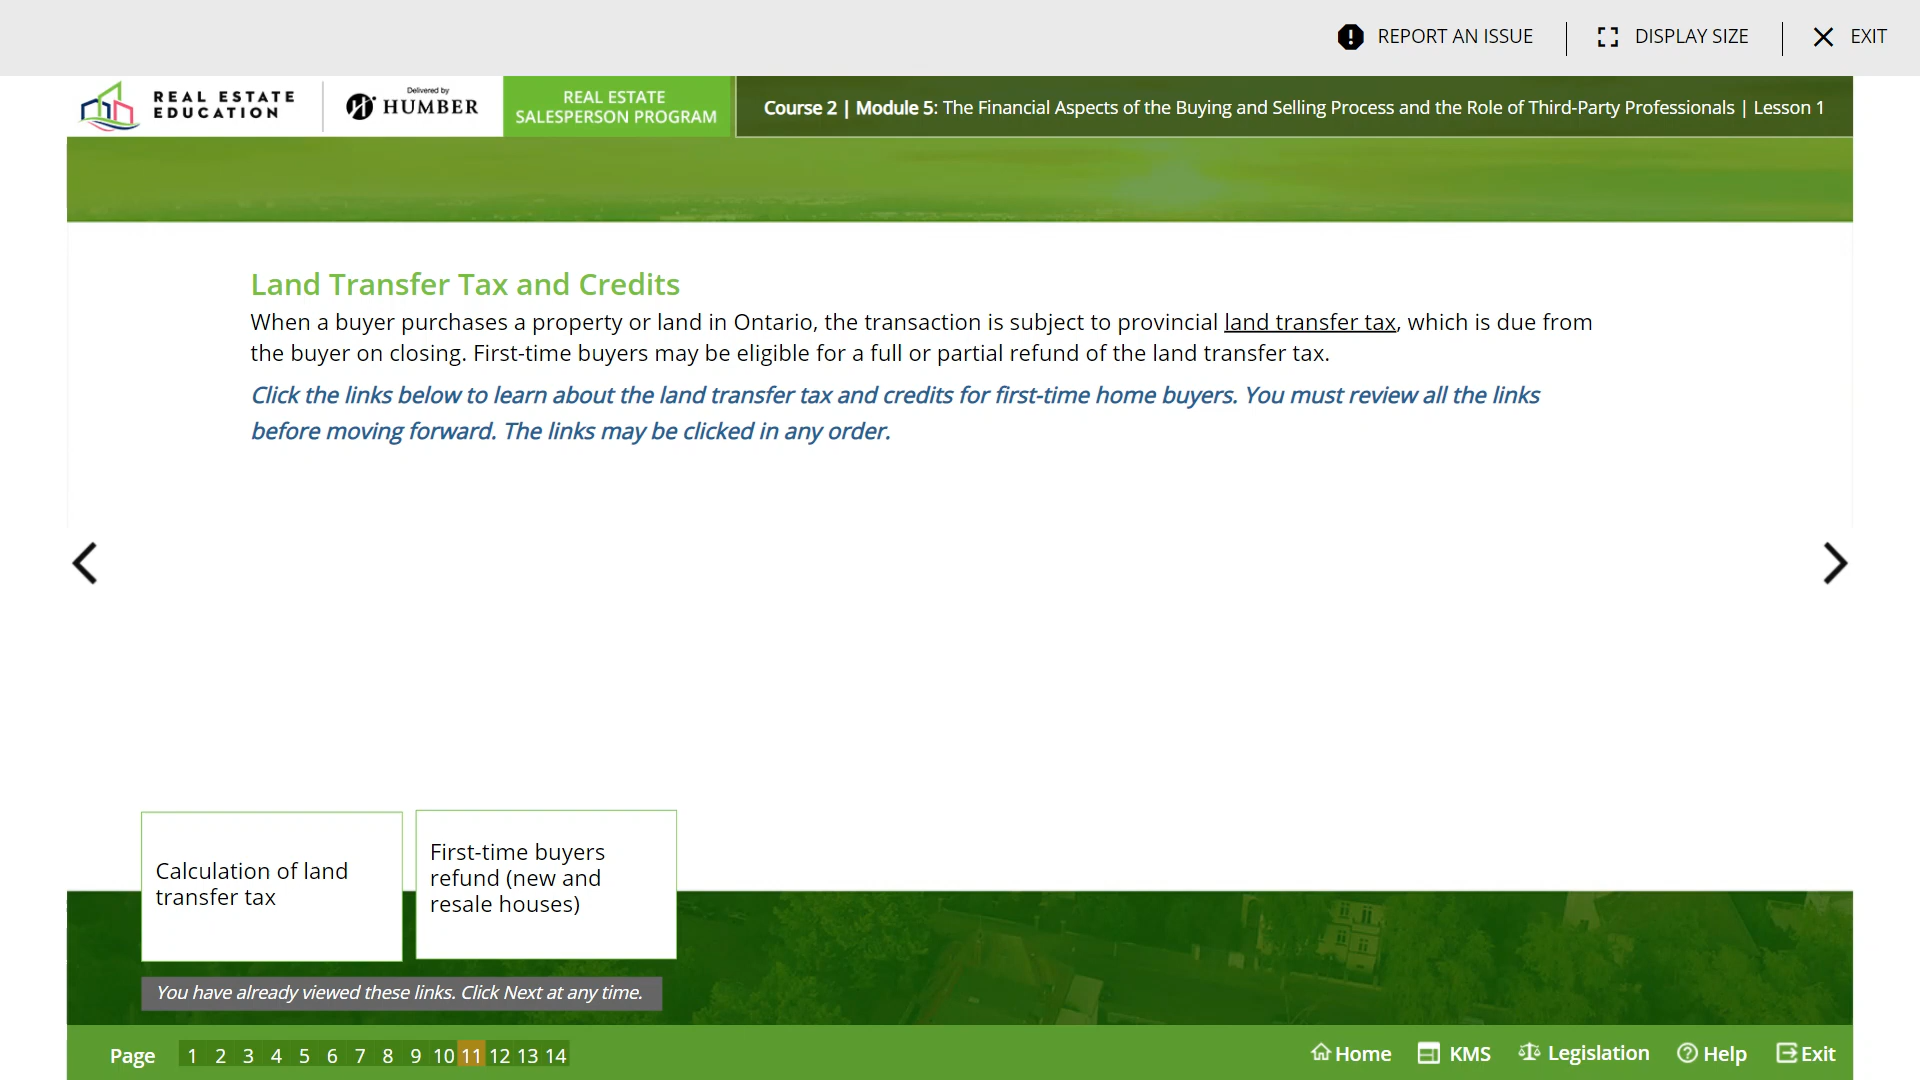 REPORT AN ISSUE
DISPLAY SIZE
EXIT
REAL ESTATE
EDUCATION
Delivered by
HUMBER
REAL ESTATE
SALESPERSON PROGRAM
Course 2 | Module 5: The Financial Aspects of the Buying and Selling Process and the Role of Third-Party Professionals | Lesson 1
Land Transfer Tax and Credits
When a buyer purchases a property or land in Ontario, the transaction is subject to provincial land transfer tax, which is due from
the buyer on closing. First-time buyers may be eligible for a full or partial refund of the land transfer tax.
Click the links below to learn about the land transfer tax and credits for first-time home buyers. You must review all the links
before moving forward. The links may be clicked in any order.
Calculation of land
transfer tax
First-time buyers
refund (new and
resale houses)
You have already viewed these links. Click Next at any time.
Page 1 2 3 4 5 6 7 8 9 10 11 12 13 14
Home
KMS
Legislation
Help
Exit